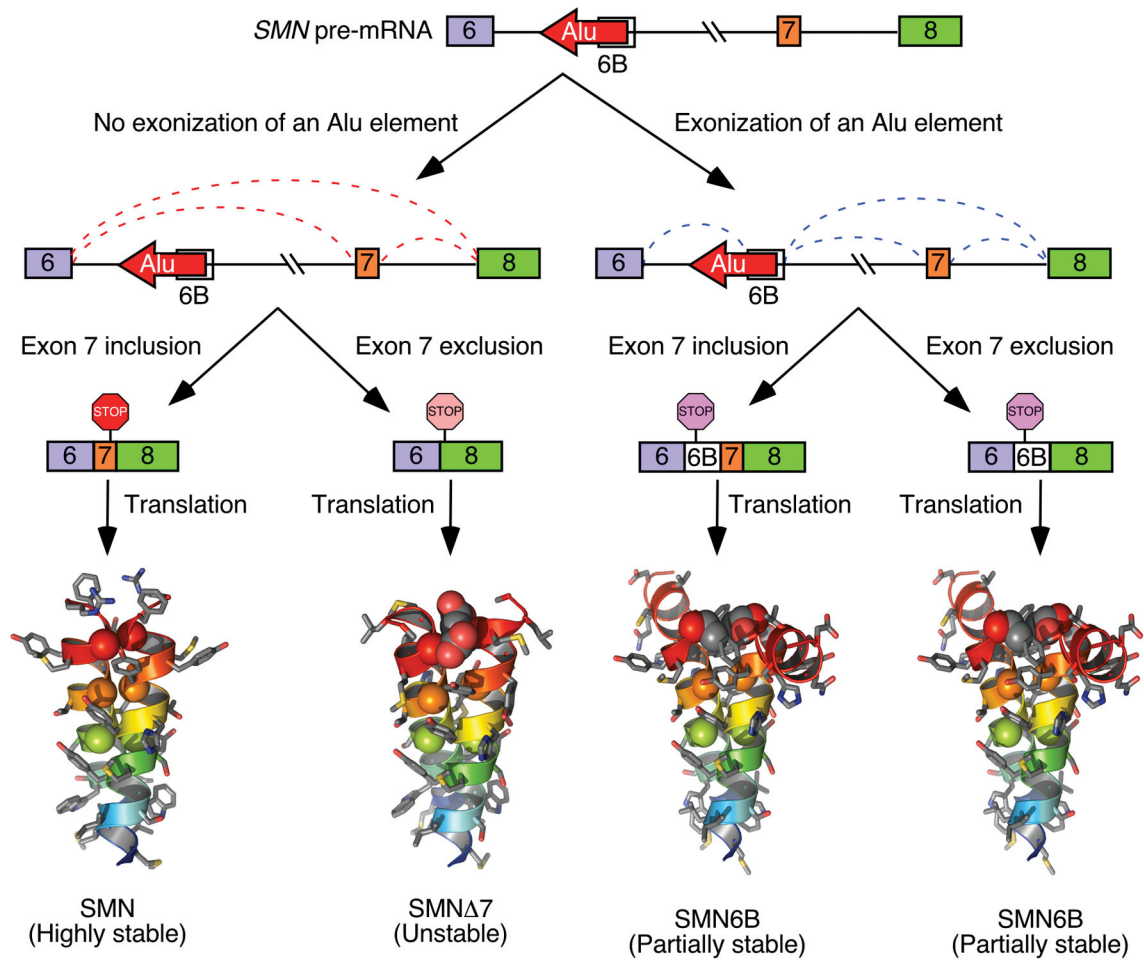 SMN pre-mRNA
6 Alu 7 8
6B
No exonization of an Alu element
Exonization of an Alu element
6 Alu 7 8
6B
6 Alu 7 8
6B
Exon 7 inclusion
Exon 7 exclusion
Exon 7 inclusion
Exon 7 exclusion
STOP
STOP
STOP
STOP
6 7 8
6 8
6 6B 7 8
6 6B 8
Translation
Translation
Translation
Translation
SMN
(Highly stable)
SMNΔ7
(Unstable)
SMN6B
(Partially stable)
SMN6B
(Partially stable)